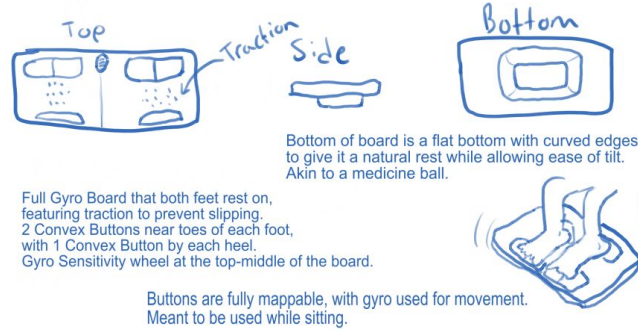 Top
Traction
Side
Bottom
Bottom of board is a flat bottom with curved edges
to give it a natural rest while allowing ease of tilt.
Akin to a medicine ball.
Full Gyro Board that both feet rest on,
featuring traction to prevent slipping.
2 Convex Buttons near toes of each foot,
with 1 Convex Button by each heel.
Gyro Sensitivity wheel at the top-middle of the board.
Buttons are fully mappable, with gyro used for movement.
Meant to be used while sitting.